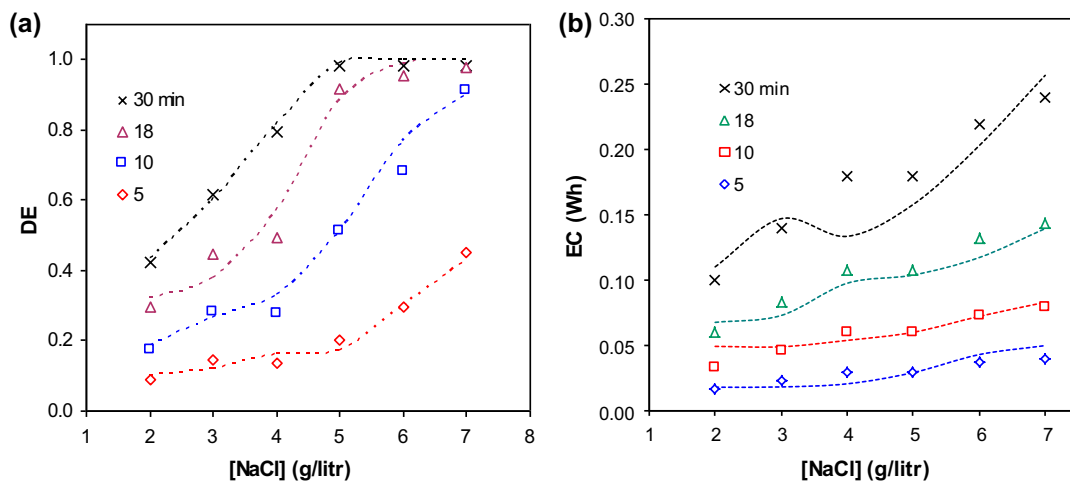 (a)
DE
1.0
0.8
0.6
0.4
0.2
0.0
30 min
18
10
5
1 2 3 4 5 6 7 8
[NaCl] (g/litr)
(b)
EC (Wh)
0.30
0.25
0.20
0.15
0.10
0.05
0.00
30 min
18
10
5
1 2 3 4 5 6 7
[NaCl] (g/litr)